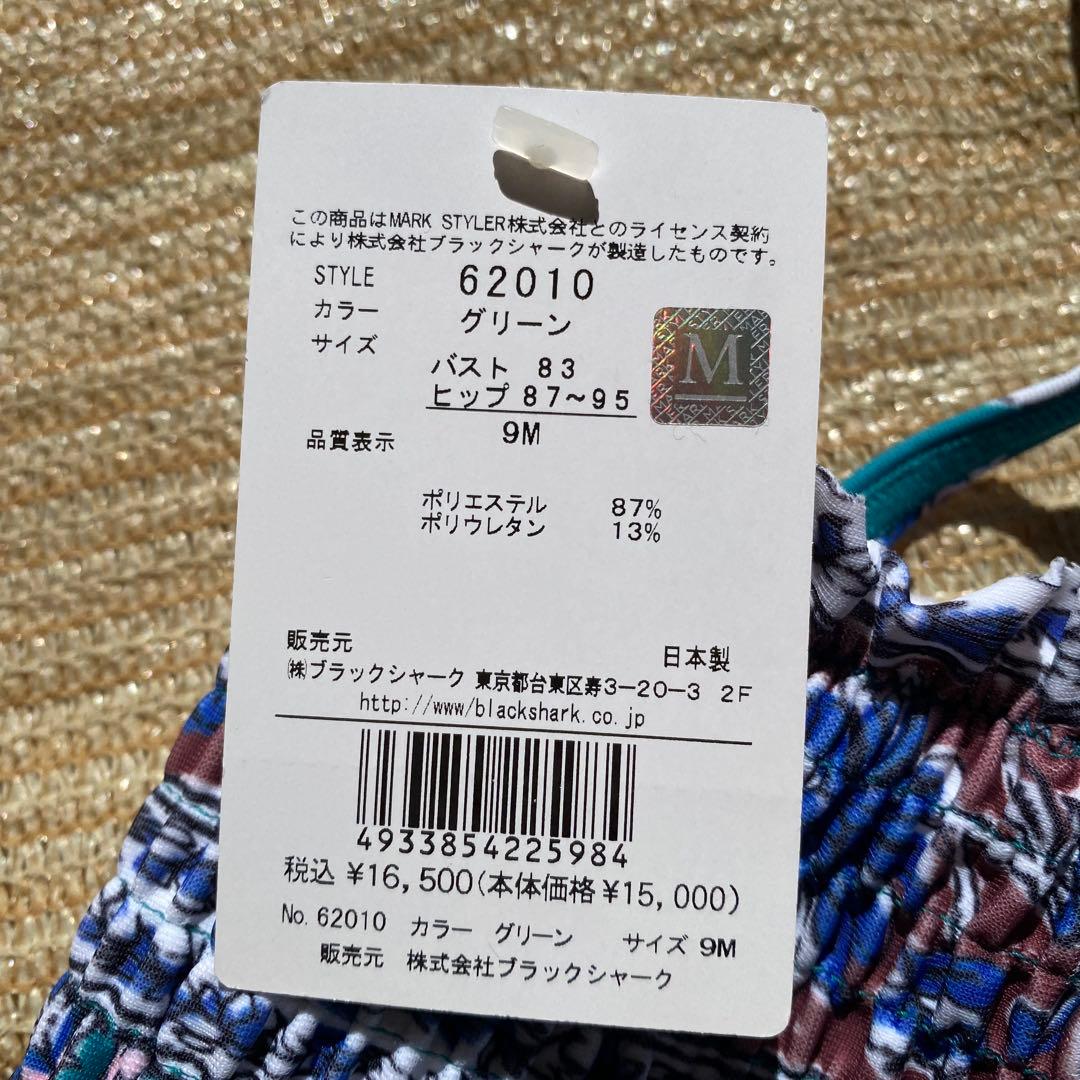 この商品はMARK STYLER株式会社とのライセンス契約
により株式会社ブラックシャークが製造したものです。
STYLE 62010
カラー グリーン
サイズ
バスト 83
ヒップ 87〜95
9M
M
品質表示
ポリエステル 87%
ポリウレタン 13%
販売元 日本製
㈱ブラックシャーク 東京都台東区寿3-20-3 2F
http://www/blackshark.co.jp
4933854225984
税込 ¥16,500(本体価格¥15,000)
No. 62010 カラー グリーン サイズ 9M
販売元 株式会社ブラックシャーク